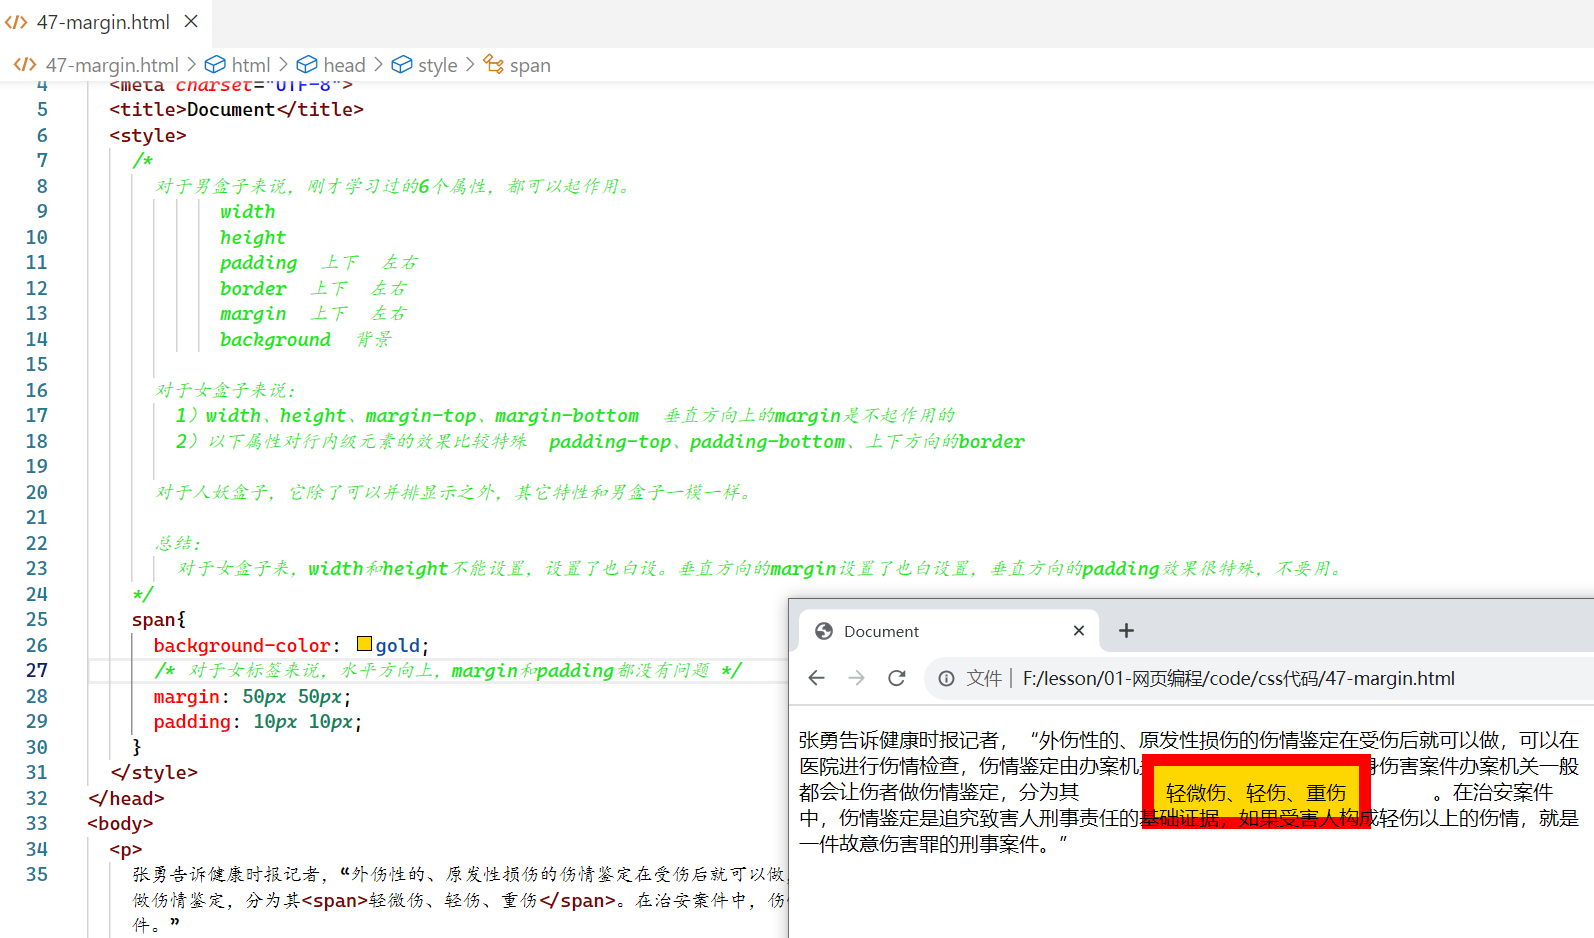 47-margin.html
47-margin.html > html > head > style > span
4 <meta charset="UTF-8">
5 <title>Document</title>
6 <style>
7 /*
8 对于男盒子来说，刚才学习过的6个属性，都可以起作用。
9 width
10 height
11 padding 上下 左右
12 border 上下 左右
13 margin 上下 左右
14 background 背景
15
16 对于女盒子来说：
17 1）width、height、margin-top、margin-bottom 垂直方向上的margin是不起作用的
18 2）以下属性对行内级元素的效果比较特殊 padding-top、padding-bottom、上下方向的border
19
20 对于人妖盒子，它除了可以并排显示之外，其它特性和男盒子一模一样。
21
22 总结：
23 对于女盒子来，width和height不能设置，设置了也白设。垂直方向的margin设置了也白设置，垂直方向的padding效果很特殊，不要用。
24 */
25 span{
26 background-color: gold;
27 /* 对于女标签来说，水平方向上，margin和padding都没有问题 */
28 margin: 50px 50px;
29 padding: 10px 10px;
30 }
31 </style>
32 </head>
33 <body>
34 <p>
35 张勇告诉健康时报记者，“外伤性的、原发性损伤的伤情鉴定在受伤后就可以做，
做伤情鉴定，分为其<span>轻微伤、轻伤、重伤</span>。在治安案件中，伤
件。”
Document
文件 F:/lesson/01-网页编程/code/css代码/47-margin.html
张勇告诉健康时报记者，“外伤性的、原发性损伤的伤情鉴定在受伤后就可以做，可以在
医院进行伤情检查，伤情鉴定由办案机 身伤害案件办案机关一般
都会让伤者做伤情鉴定，分为其 轻微伤、轻伤、重伤 。在治安案件
中，伤情鉴定是追究致害人刑事责任的基础证据，如果受害人构成轻伤以上的伤情，就是
一件故意伤害罪的刑事案件。”